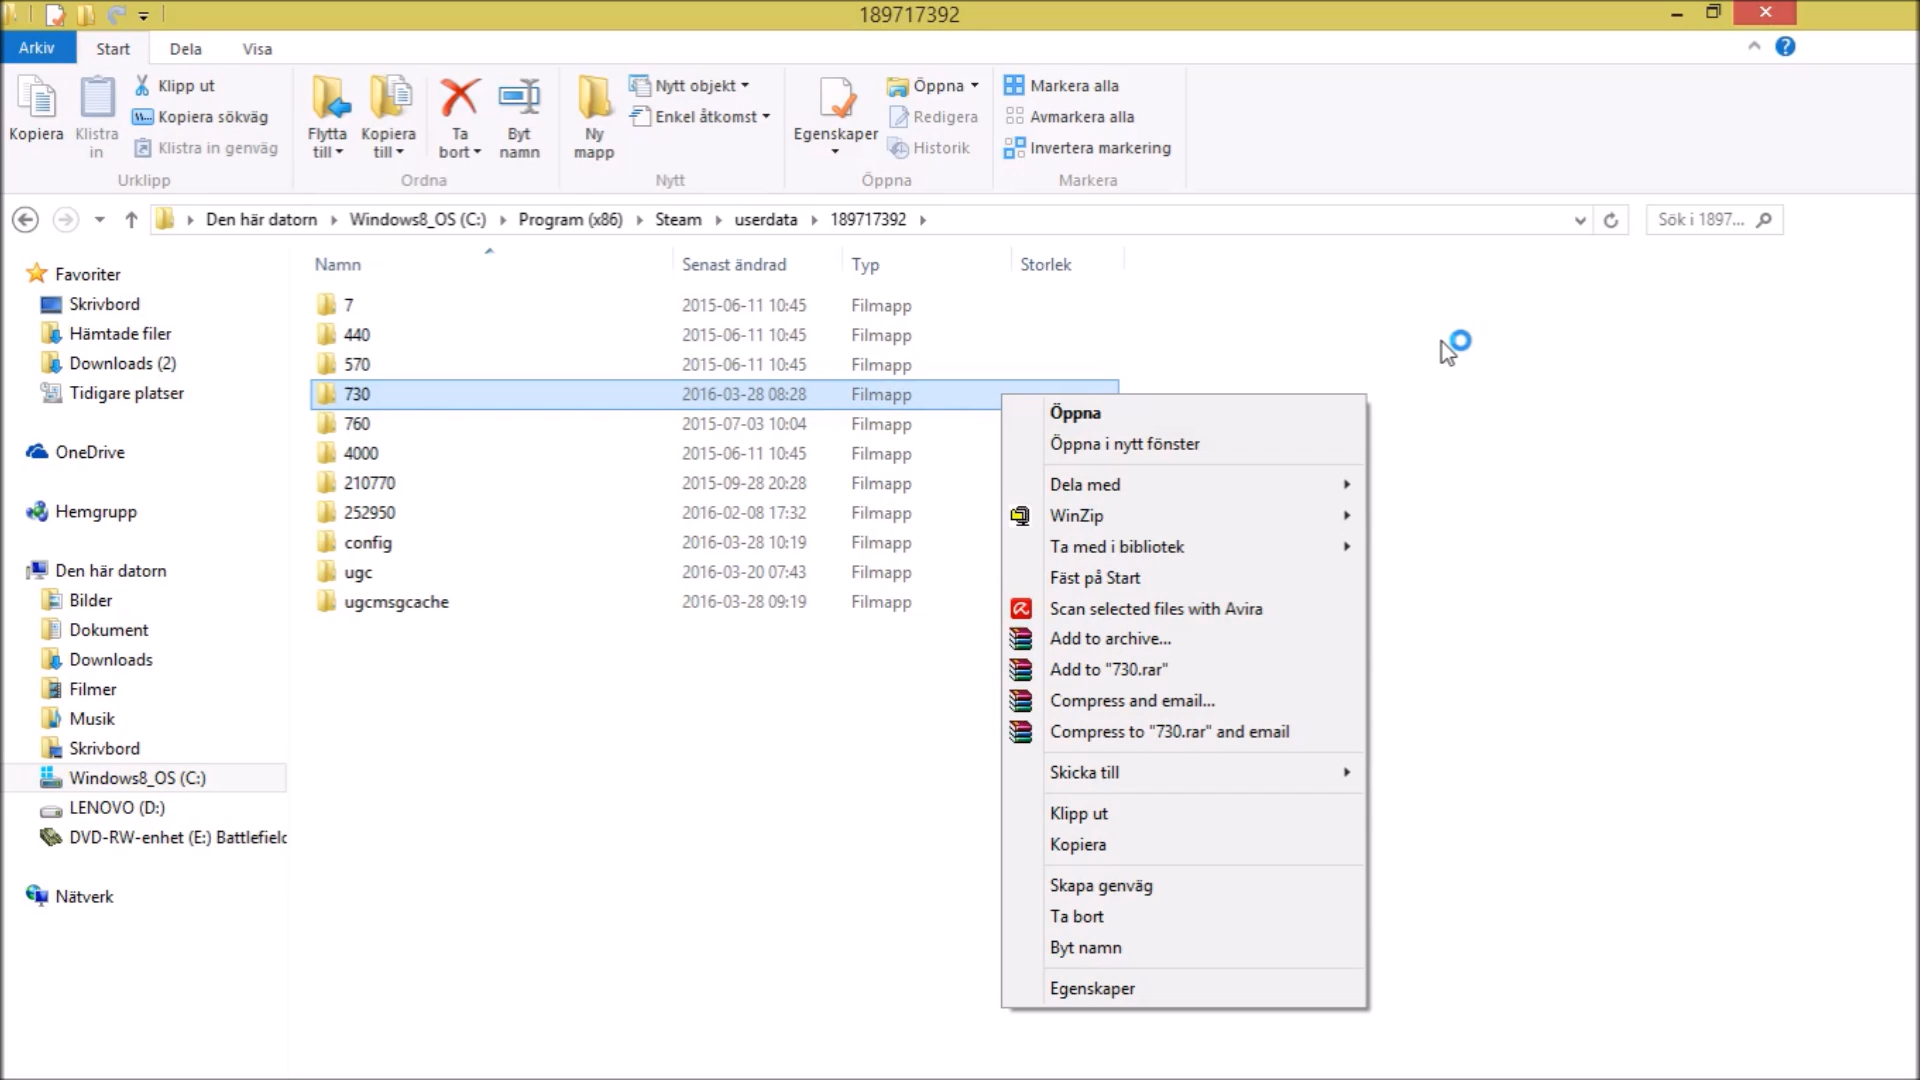 189717392
Arkiv Start Dela Visa
Kopiera
Klistra in
Klipp ut
Kopiera sökväg
Klistra in genväg
Urklipp
Flytta till
Kopiera till
Ta bort
Byt namn
Ordna
Ny mapp
Nytt objekt
Enkel åtkomst
Nytt
Egenskaper
Öppna
Redigera
Historik
Öppna
Markera alla
Avmarkera alla
Invertera markering
Markera
Den här datorn Windows8_OS (C:) Program (x86) Steam userdata 189717392
Sök i 1897...
Favoriter
Skrivbord
Hämtade filer
Downloads (2)
Tidigare platser
OneDrive
Hemgrupp
Den här datorn
Bilder
Dokument
Downloads
Filmer
Musik
Skrivbord
Windows8_OS (C:)
LENOVO (D:)
DVD-RW-enhet (E:) Battlefield
Nätverk
Namn Senast ändrad Typ Storlek
7 2015-06-11 10:45 Filmapp
440 2015-06-11 10:45 Filmapp
570 2015-06-11 10:45 Filmapp
730 2016-03-28 08:28 Filmapp
760 2015-07-03 10:04 Filmapp
4000 2015-06-11 10:45 Filmapp
210770 2015-09-28 20:28 Filmapp
252950 2016-02-08 17:32 Filmapp
config 2016-03-28 10:19 Filmapp
ugc 2016-03-20 07:43 Filmapp
ugcmsgcache 2016-03-28 09:19 Filmapp
Öppna
Öppna i nytt fönster
Dela med
WinZip
Ta med i bibliotek
Fäst på Start
Scan selected files with Avira
Add to archive...
Add to "730.rar"
Compress and email...
Compress to "730.rar" and email
Skicka till
Klipp ut
Kopiera
Skapa genväg
Ta bort
Byt namn
Egenskaper